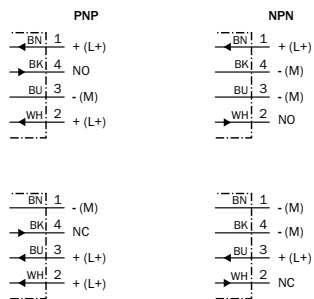 PNP
BN 1 + (L+)
BK 4 NO
BU 3 - (M)
WH 2 + (L+)
NPN
BN 1 + (L+)
BK 4 - (M)
BU 3 - (M)
WH 2 NO
BN 1 - (M)
BK 4 NC
BU 3 + (L+)
WH 2 + (L+)
BN 1 - (M)
BK 4 - (M)
BU 3 + (L+)
WH 2 NC